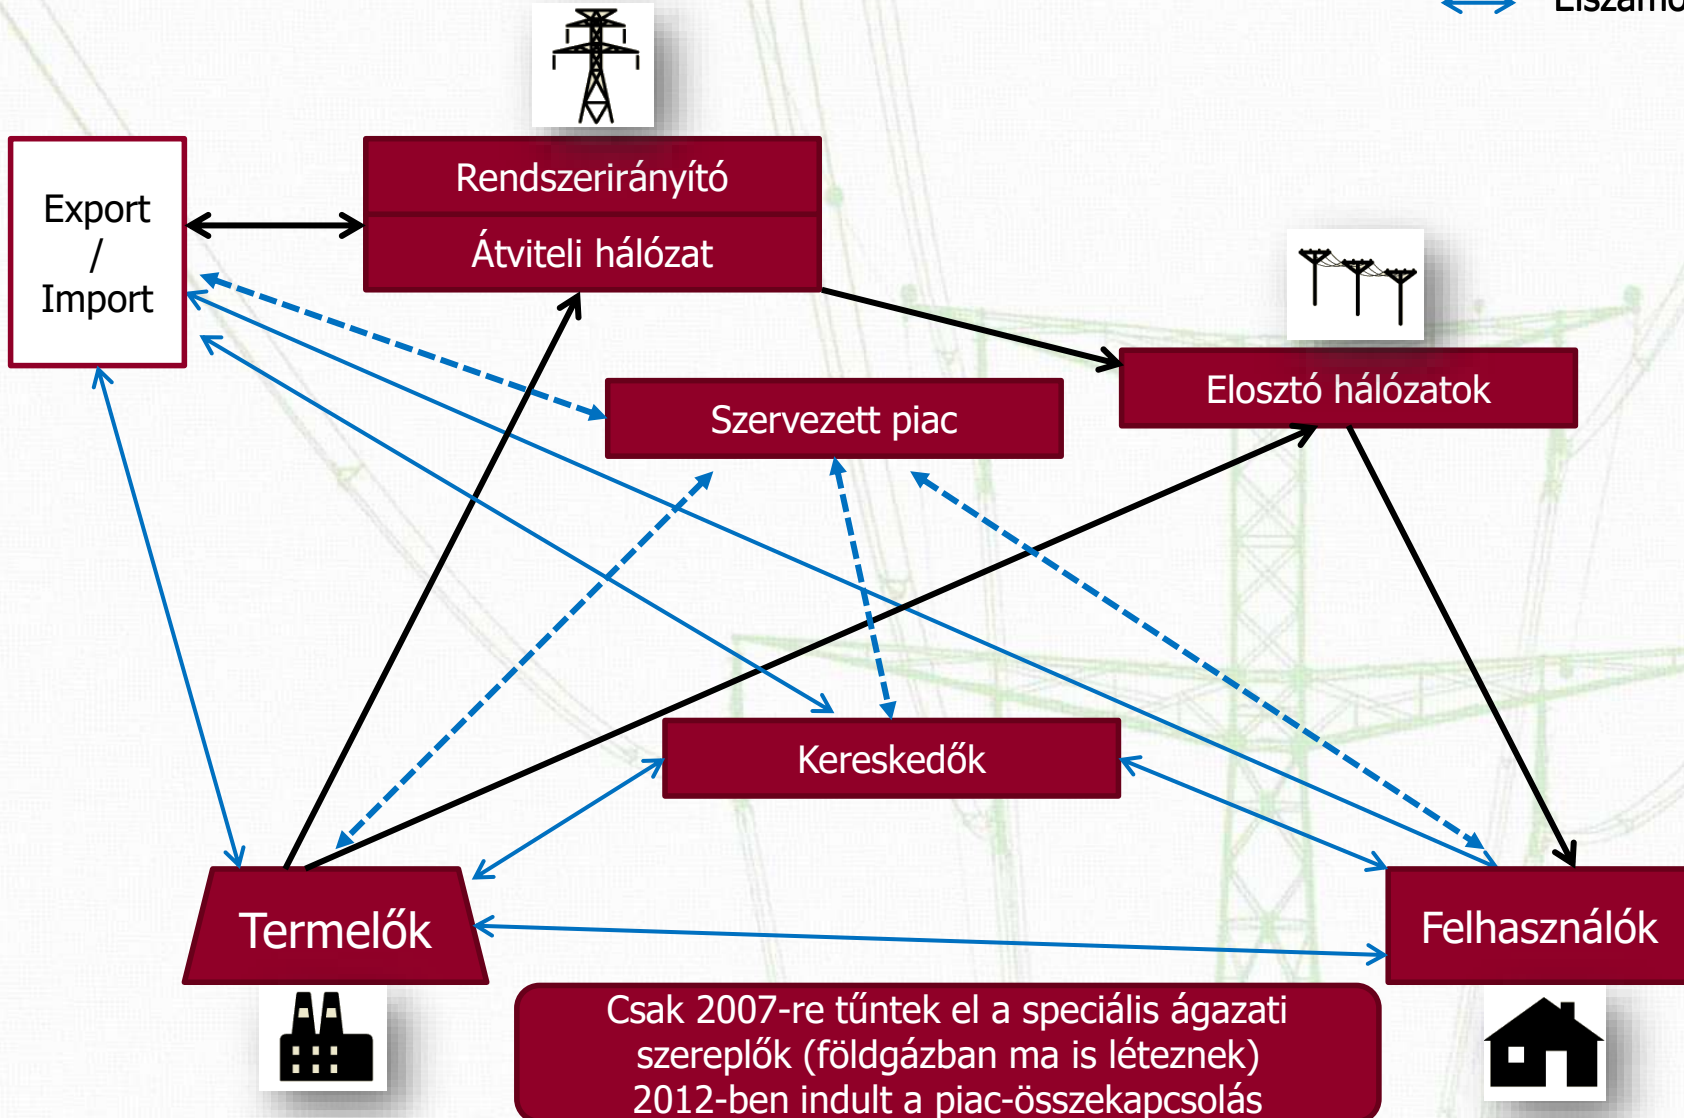 Rendszerirányító
Átviteli hálózat
Export
/
Import
Elosztó hálózatok
Szervezett piac
Kereskedők
Termelők
Felhasználók
Csak 2007-re tűntek el a speciális ágazati
szereplők (földgázban ma is léteznek)
2012-ben indult a piac-összekapcsolás